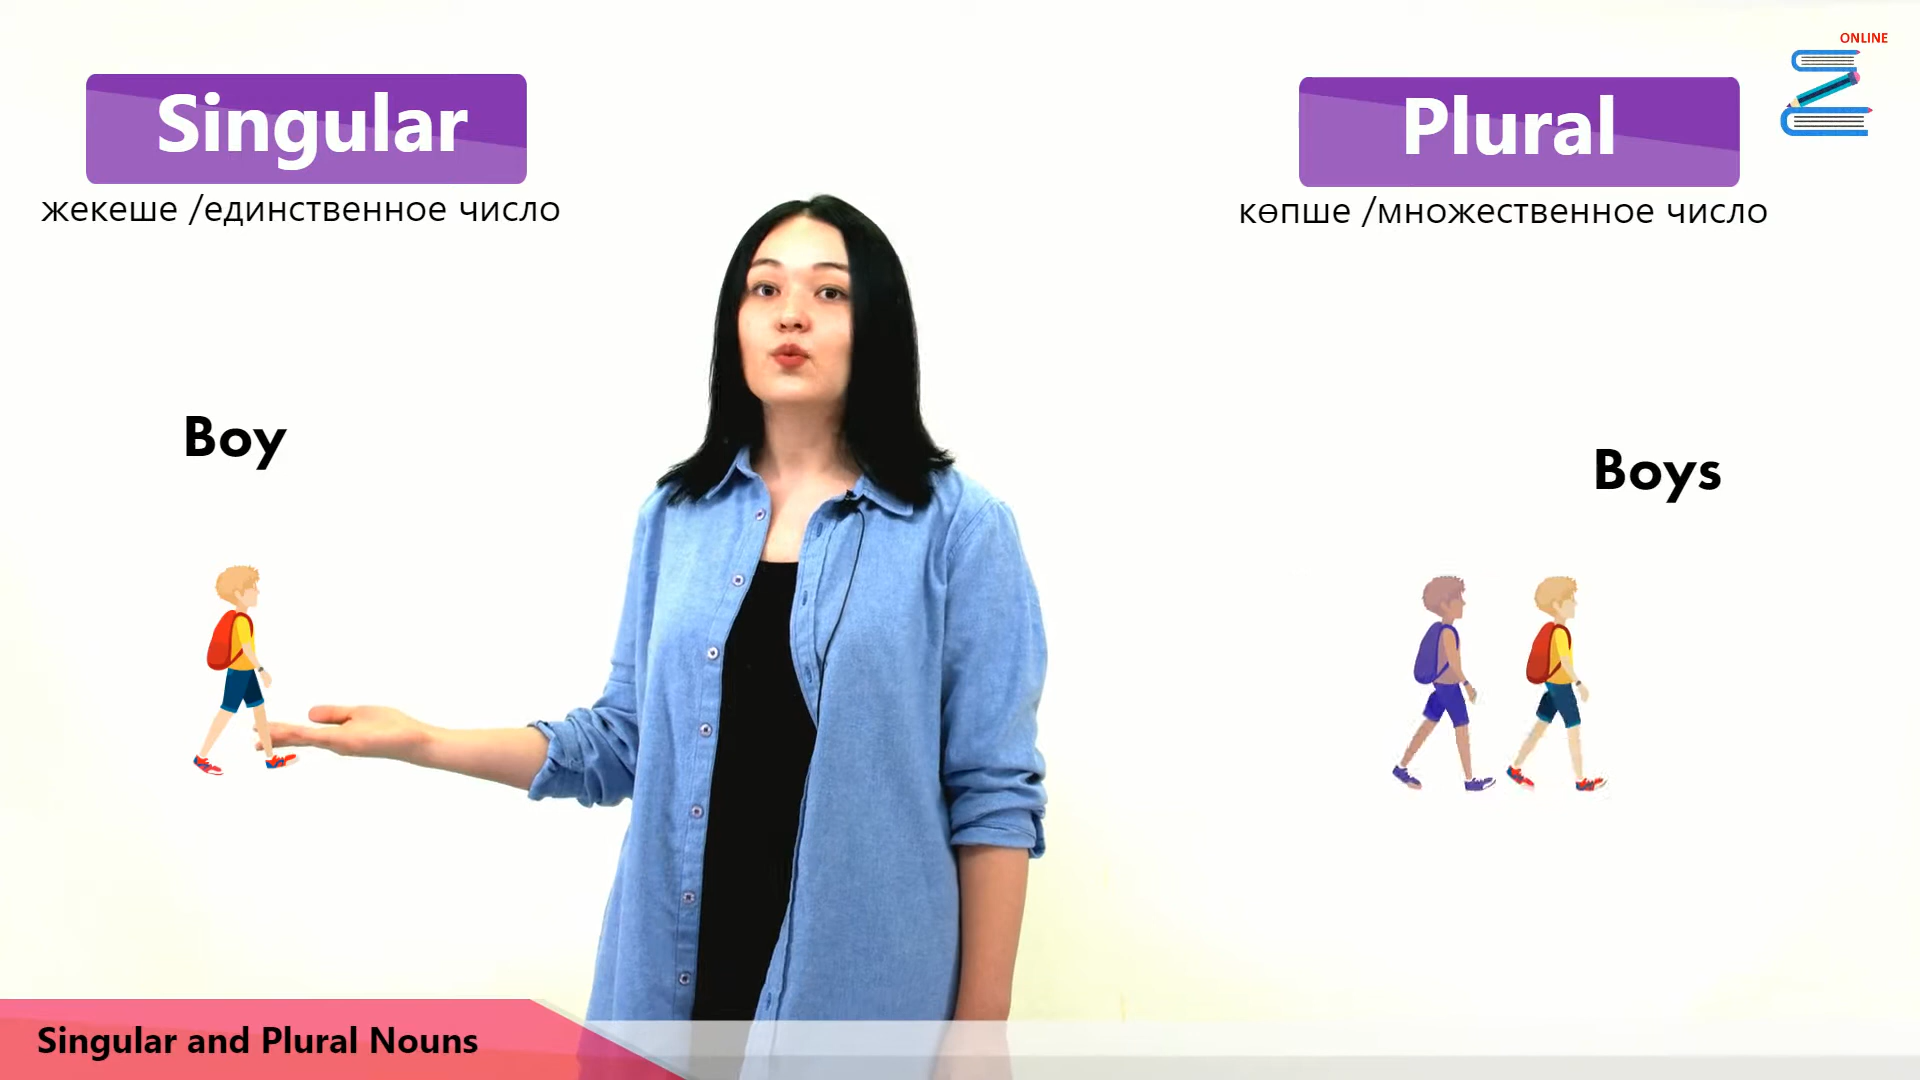 ONLINE
Singular
жекеше /единственное число
Plural
көпше /множественное число
Boy
Boys
Singular and Plural Nouns